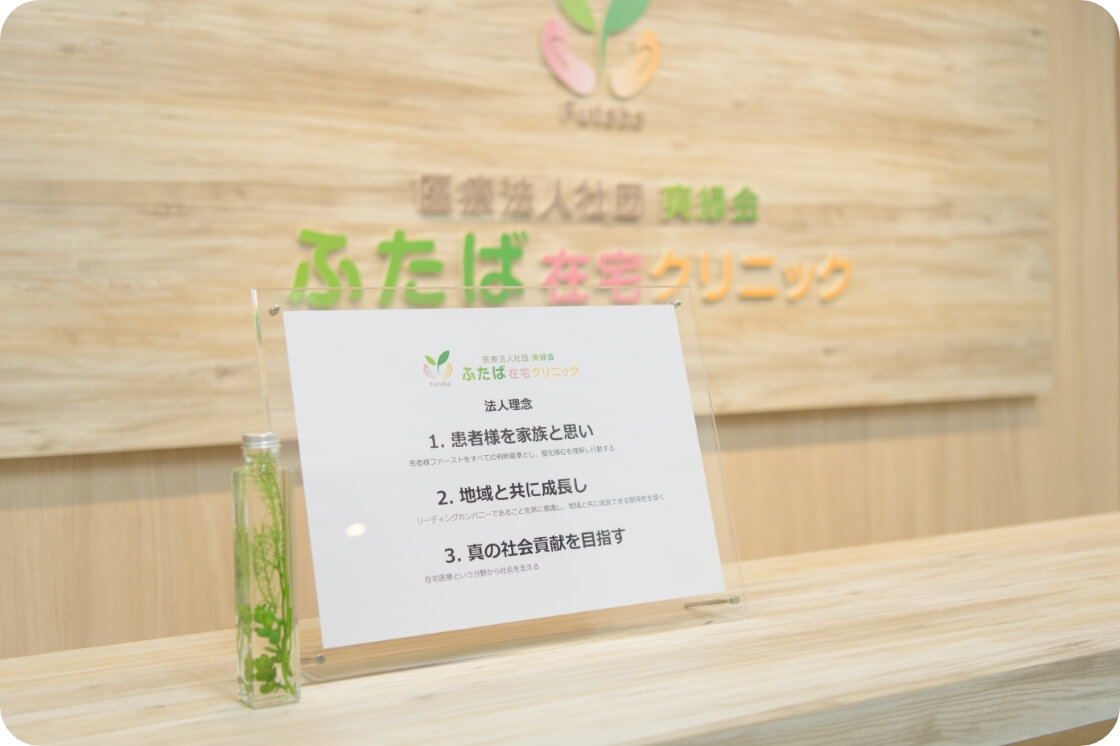 Futaba
医療法人社団 爽緑会
ふたば在宅クリニック
Futaba
医療法人社団 爽緑会
ふたば在宅クリニック
法人理念
1. 患者様を家族と思い
患者様ファーストをすべての判断基準とし、優先順位を理解し行動する
2. 地域と共に成長し
リーディングカンパニーであることを常に意識し、地域と共に成長できる関係性を築く
3. 真の社会貢献を目指す
在宅医療という分野から社会を支える